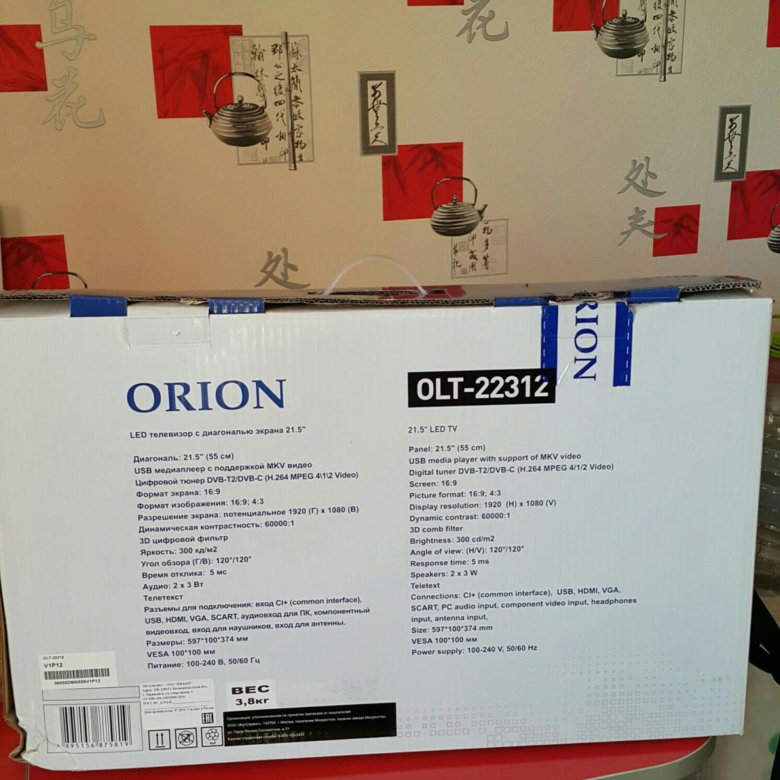 ORION
LED телевизор с диагональю экрана 21.5"
Диагональ: 21.5" (55 см)
USB медиаплеер с поддержкой MKV видео
Цифровой тюнер DVB-T2/DVB-C (H.264 MPEG 4\1\2 Video)
Формат экрана: 16:9
Формат изображения: 16:9; 4:3
Разрешение экрана: потенциальное 1920 (Г) x 1080 (В)
Динамическая контрастность: 60000:1
3D цифровой фильтр
Яркость: 300 кд/м2
Угол обзора (Г/В): 120°/120°
Время отклика: 5 мс
Аудио: 2 x 3 Вт
Телетекст
Разъемы для подключения: вход CI+ (common interface),
USB, HDMI, VGA, SCART, аудиовход для ПК, компонентный
видеовход, вход для наушников, вход для антенны.
Размеры: 597*100*374 мм
VESA 100*100 мм
Питание: 100-240 В, 50/60 Гц
OLT-22312
21.5" LED TV
Panel: 21.5" (55 cm)
USB media player with support of MKV video
Digital tuner DVB-T2/DVB-C (H.264 MPEG 4/1/2 Video)
Screen: 16:9
Picture format: 16:9; 4:3
Display resolution: 1920 (H) x 1080 (V)
Dynamic contrast: 60000:1
3D comb filter
Brightness: 300 cd/m2
Angle of view: (H/V): 120°/120°
Response time: 5 ms
Speakers: 2 x 3 W
Teletext
Connections: CI+ (common interface), USB, HDMI, VGA,
SCART, PC audio input, component video input, headphones
input, antenna input,
Size: 597*100*374 mm
VESA 100*100 mm
Power supply: 100-240 V, 50/60 Hz
RION
OLT-22312
V1P12
ВЕС
3,8кг
4895156875819
EAC
花
处
处